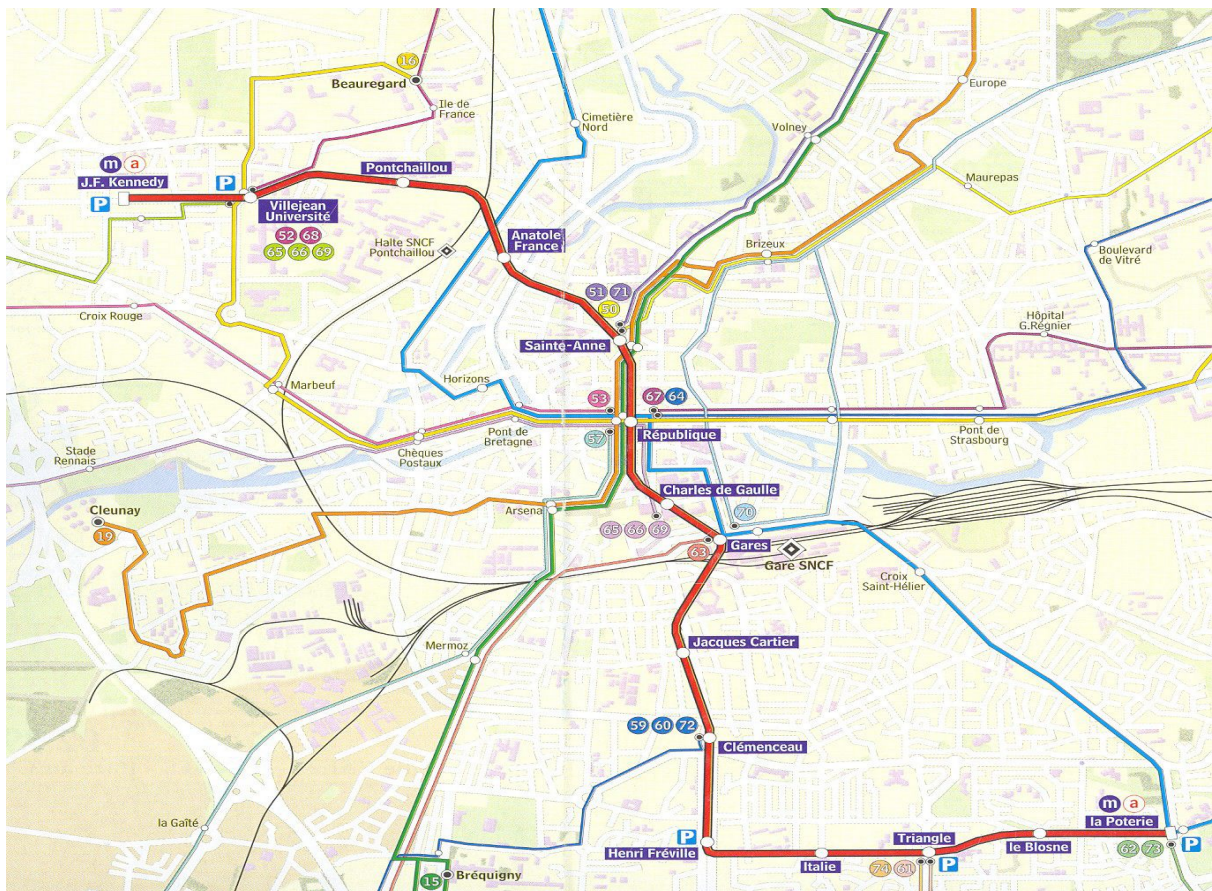 16
Beauregard
Ile de
France
Cimetière
Nord
Europe
Volney
m a
J.F. Kennedy
P
P
Pontchaillou
Villejean
Université
52 68
65 66 69
Maurepas
Halte SNCF
Pontchaillou
Anatole
France
Brizeux
Boulevard
de Vitré
51 71
50
Croix Rouge
Hôpital
G.Régnier
Sainte-Anne
Marbeuf
Horizons
53
67 64
Pont de
Bretagne
République
57
Pont de
Strasbourg
Stade
Rennais
Chèques
Postaux
Charles de Gaulle
Cleunay
19
Arsena
65 66 69
70
Gares
63
Gare SNCF
Croix
Saint-Hélier
Mermoz
Jacques Cartier
59 60 72
Clémenceau
m a
la Poterie
la Gaîté
P
Henri Fréville
Triangle
le Blosne
P
62 73
Italie
P
74 61
15
Bréquigny